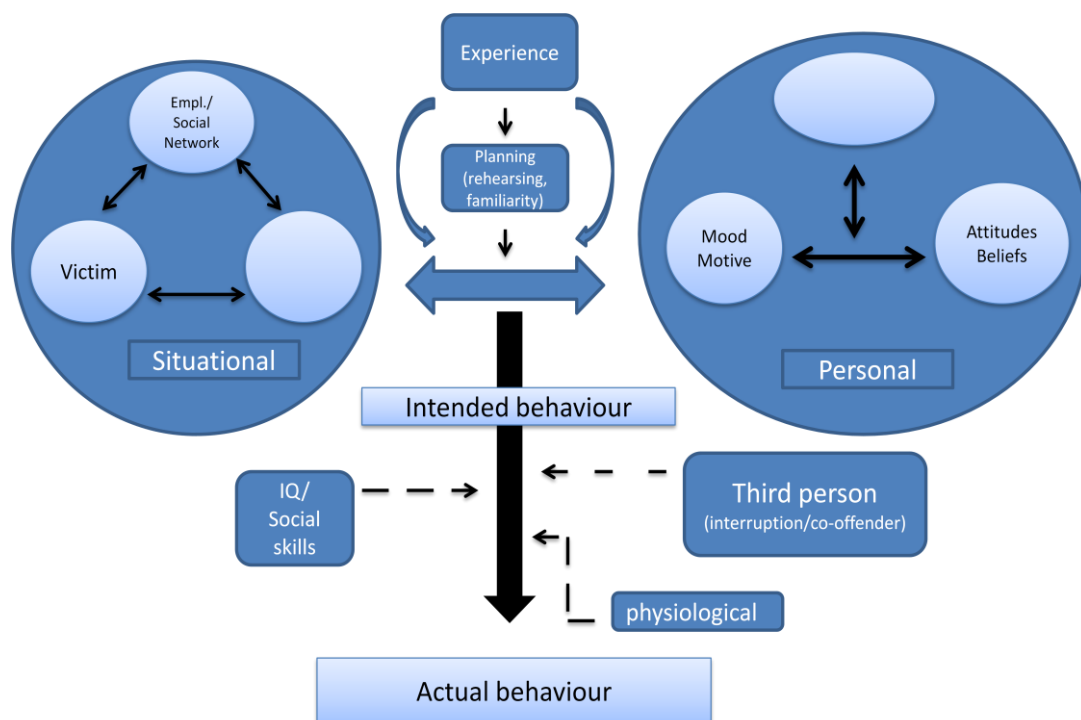 Experience
Empl./
Social
Network
Planning
(rehearsing,
familiarity)
Victim
Mood
Motive
Attitudes
Beliefs
Situational
Personal
Intended behaviour
IQ/
Social
skills
Third person
(interruption/co-offender)
physiological
Actual behaviour